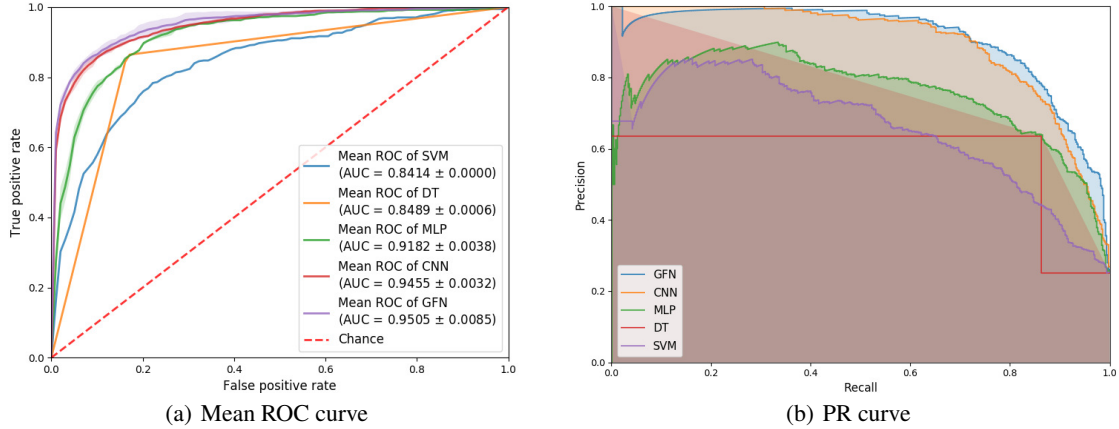 1.0
0.8
0.6
0.4
0.2
0.0
True positive rate
0.0 0.2 0.4 0.6 0.8 1.0
False positive rate
Mean ROC of SVM
(AUC = 0.8414 ± 0.0000)
Mean ROC of DT
(AUC = 0.8489 ± 0.0006)
Mean ROC of MLP
(AUC = 0.9182 ± 0.0038)
Mean ROC of CNN
(AUC = 0.9455 ± 0.0032)
Mean ROC of GFN
(AUC = 0.9505 ± 0.0085)
Chance
(a) Mean ROC curve
1.0
0.8
0.6
0.4
0.2
0.0
Precision
0.0 0.2 0.4 0.6 0.8 1.0
Recall
GFN
CNN
MLP
DT
SVM
(b) PR curve